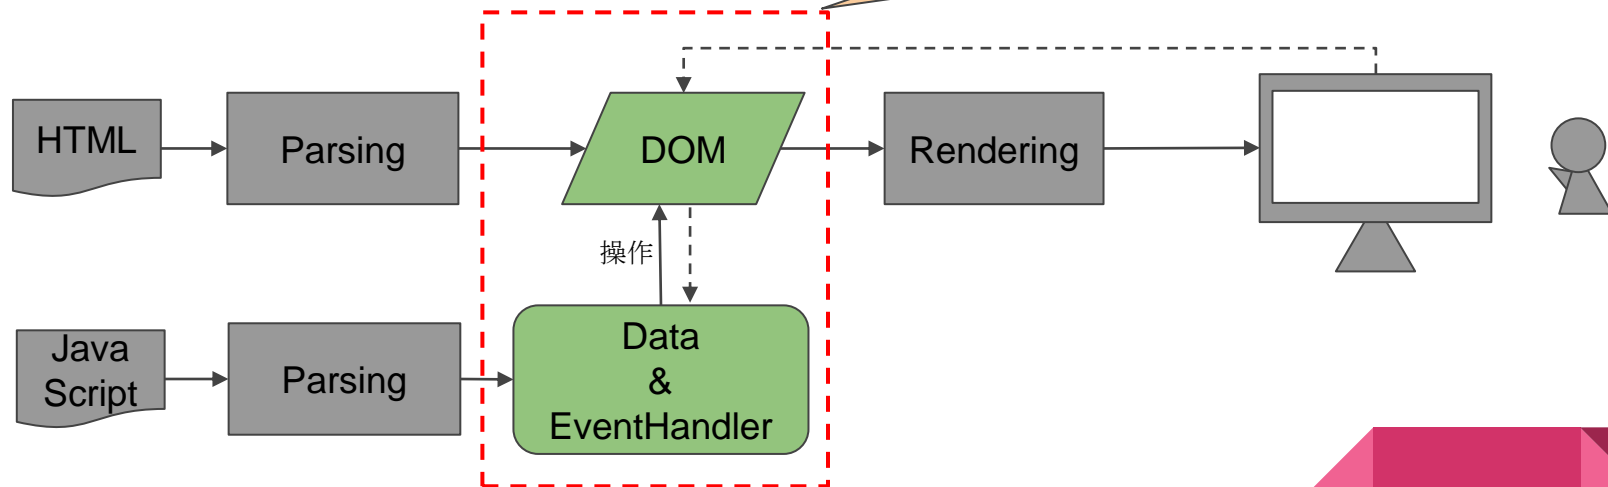 HTML
Parsing
DOM
Rendering
操作
Java
Script
Parsing
Data
&
EventHandler